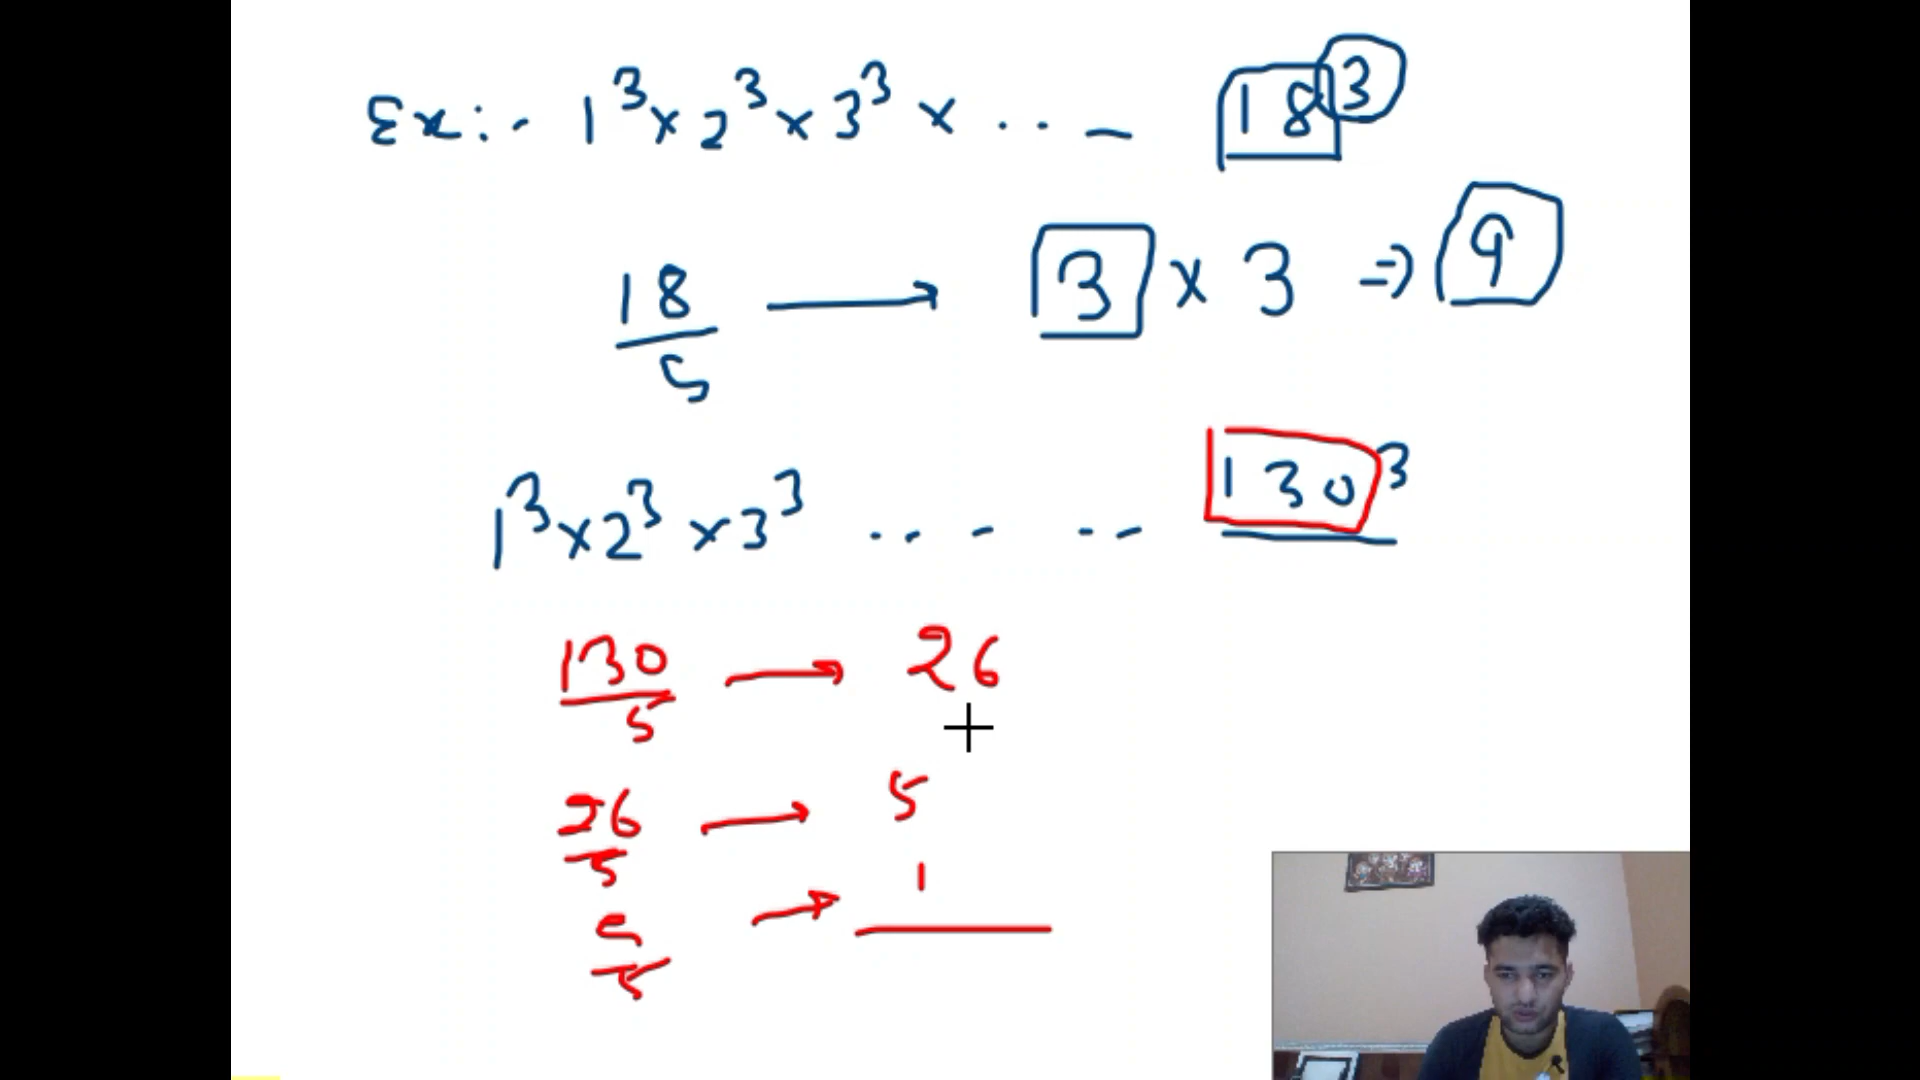 Ex:- 1³ x 2³ x 3³ x ... _ 18³
18/5 → 3 x 3 ⇒ 9
1³ x 2³ x 3³ .. - -- 130³
130/5 → 26
26/5 → 5
5/5 → 1